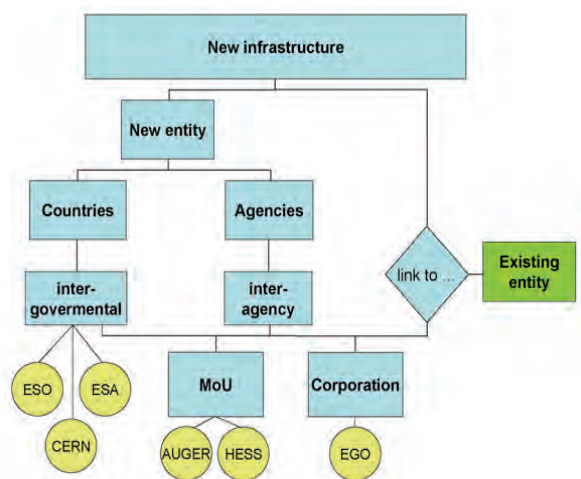 New infrastructure
New entity
Countries
Agencies
link to ...
Existing
entity
inter-
govermental
inter-
agency
ESO
ESA
CERN
MoU
Corporation
AUGER
HESS
EGO